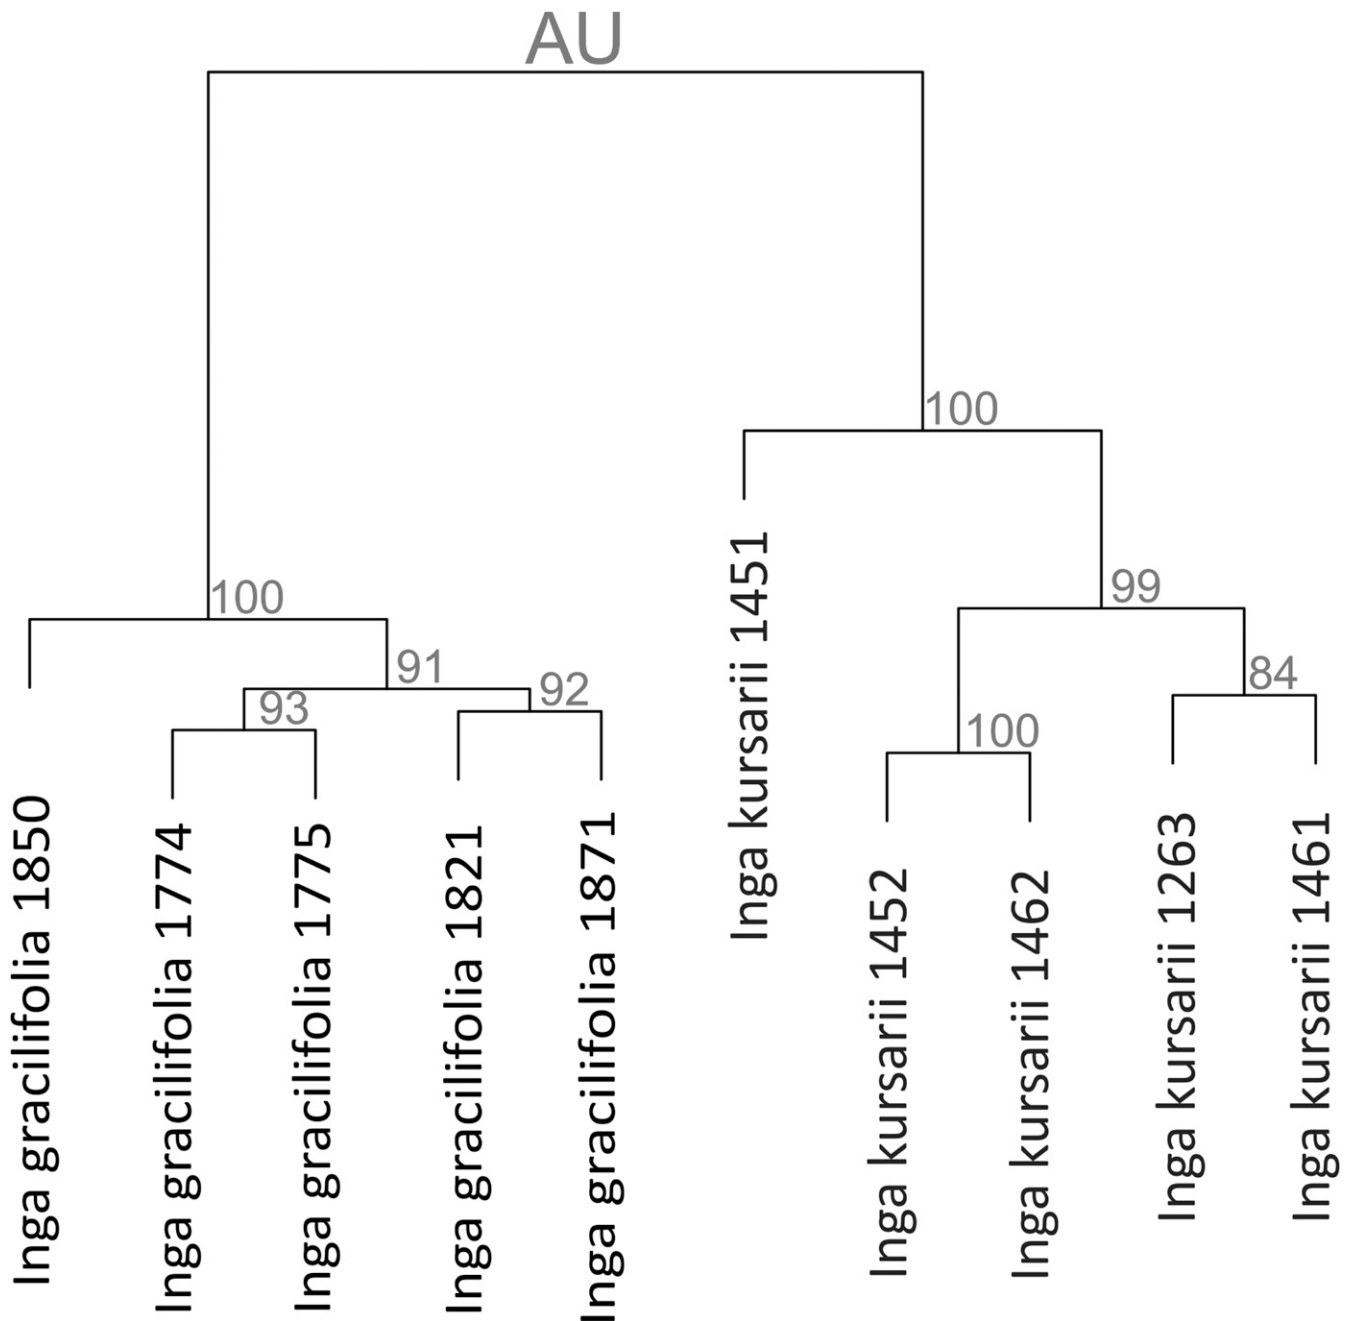 AU
100
99
100
91
84
92
93
100
Inga gracilifolia 1850
Inga gracilifolia 1774
Inga gracilifolia 1775
Inga gracilifolia 1821
Inga gracilifolia 1871
Inga kursarii 1451
Inga kursarii 1452
Inga kursarii 1462
Inga kursarii 1263
Inga kursarii 1461